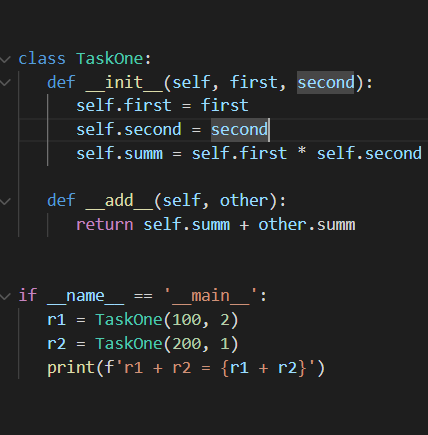 class TaskOne:
    def __init__(self, first, second):
        self.first = first
        self.second = second
        self.summ = self.first * self.second
    def __add__(self, other):
        return self.summ + other.summ
if __name__ == '__main__':
    r1 = TaskOne(100, 2)
    r2 = TaskOne(200, 1)
    print(f'r1 + r2 = {r1 + r2}')